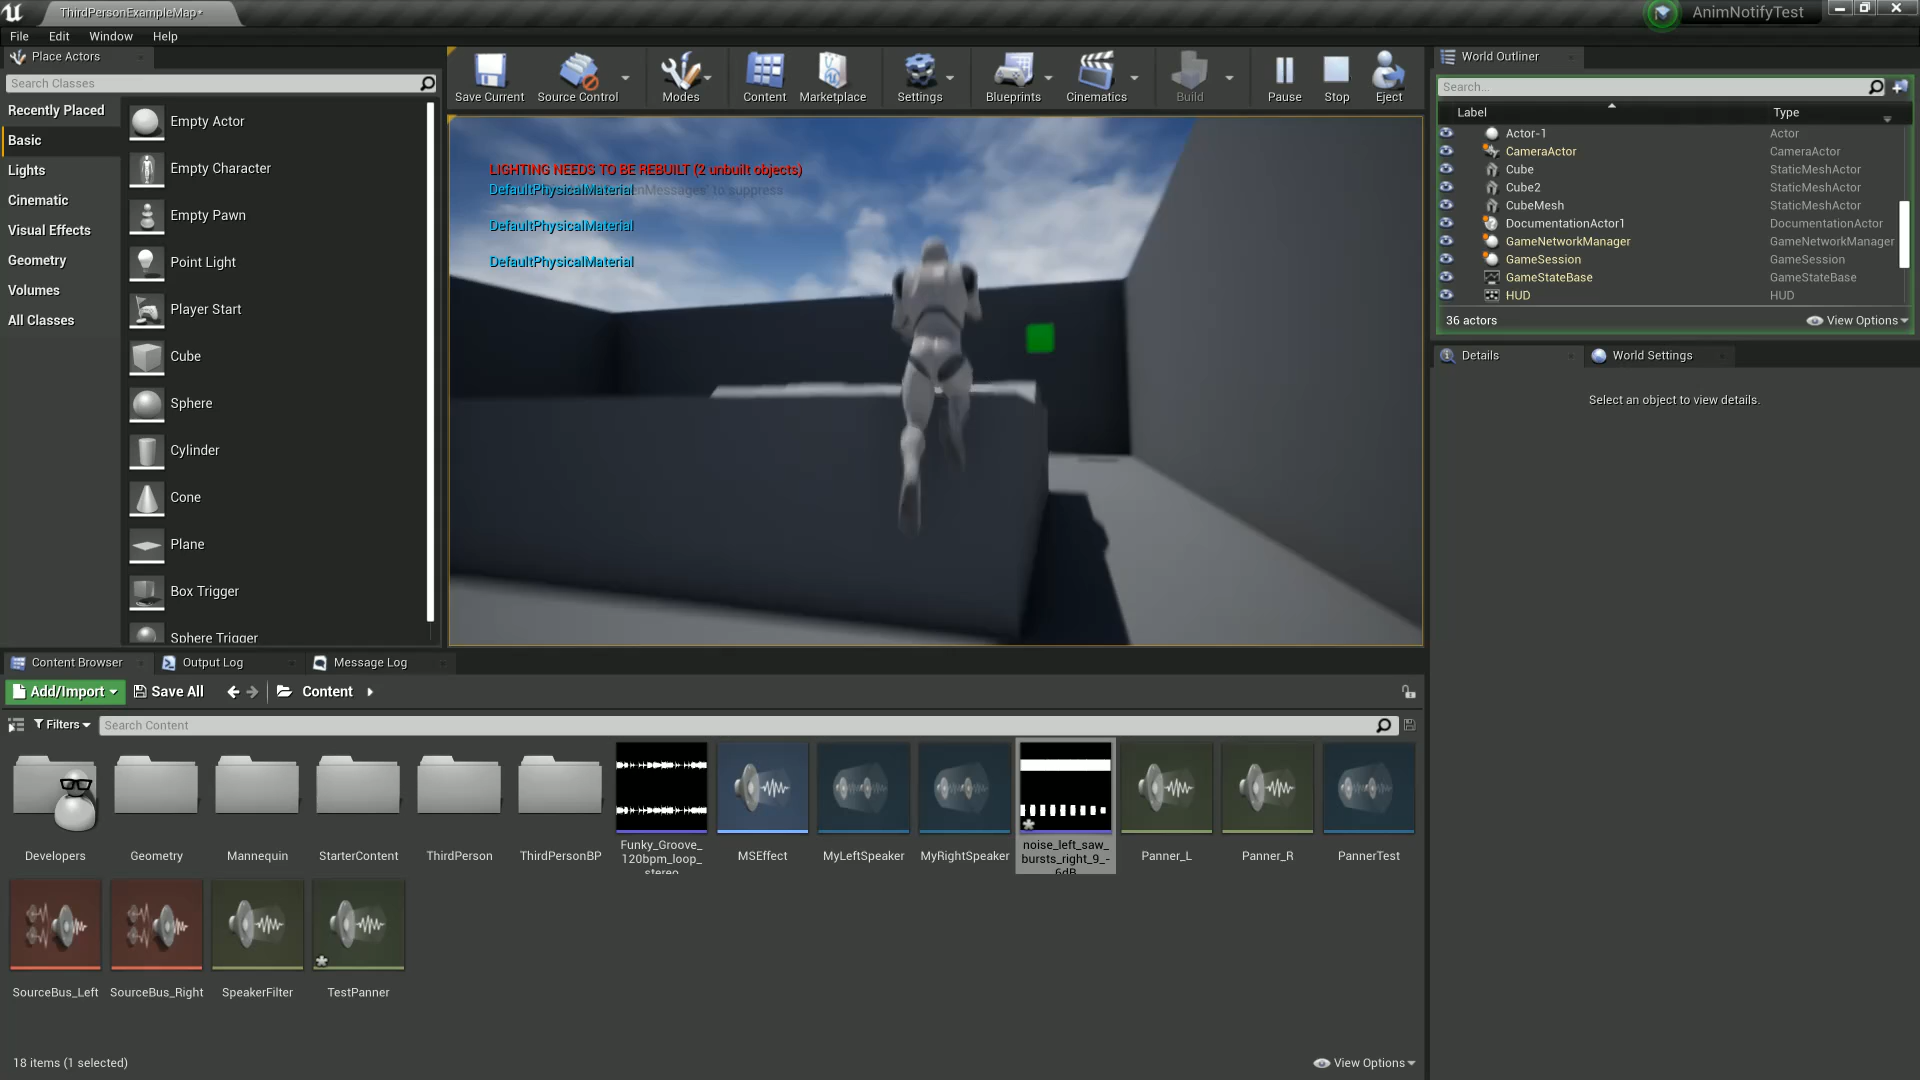 ThirdPersonExampleMap*
AnimNotifyTest
File Edit Window Help
Place Actors
Search Classes
Recently Placed
Basic
Lights
Cinematic
Visual Effects
Geometry
Volumes
All Classes
Empty Actor
Empty Character
Empty Pawn
Point Light
Player Start
Cube
Sphere
Cylinder
Cone
Plane
Box Trigger
Sphere Trigger
Save Current Source Control Modes Content Marketplace Settings Blueprints Cinematics Build Pause Stop Eject
LIGHTING NEEDS TO BE REBUILT (2 unbuilt objects)
DefaultPhysicalMaterial enMessages' to suppress
DefaultPhysicalMaterial
DefaultPhysicalMaterial
World Outliner
Search...
Label Type
Actor-1 Actor
CameraActor CameraActor
Cube StaticMeshActor
Cube2 StaticMeshActor
CubeMesh StaticMeshActor
DocumentationActor1 DocumentationActor
GameNetworkManager GameNetworkManager
GameSession GameSession
GameStateBase GameStateBase
HUD HUD
36 actors View Options
Details World Settings
Select an object to view details.
Content Browser Output Log Message Log
Add/Import Save All Content
Filters Search Content
Developers
Geometry
Mannequin
StarterContent
ThirdPerson
ThirdPersonBP
Funky_Groove_
120bpm_loop_
stereo
MSEffect
MyLeftSpeaker
MyRightSpeaker
noise_left_saw_
bursts_right_9_-
6dB
Panner_L
Panner_R
PannerTest
SourceBus_Left
SourceBus_Right
SpeakerFilter
TestPanner
18 items (1 selected) View Options